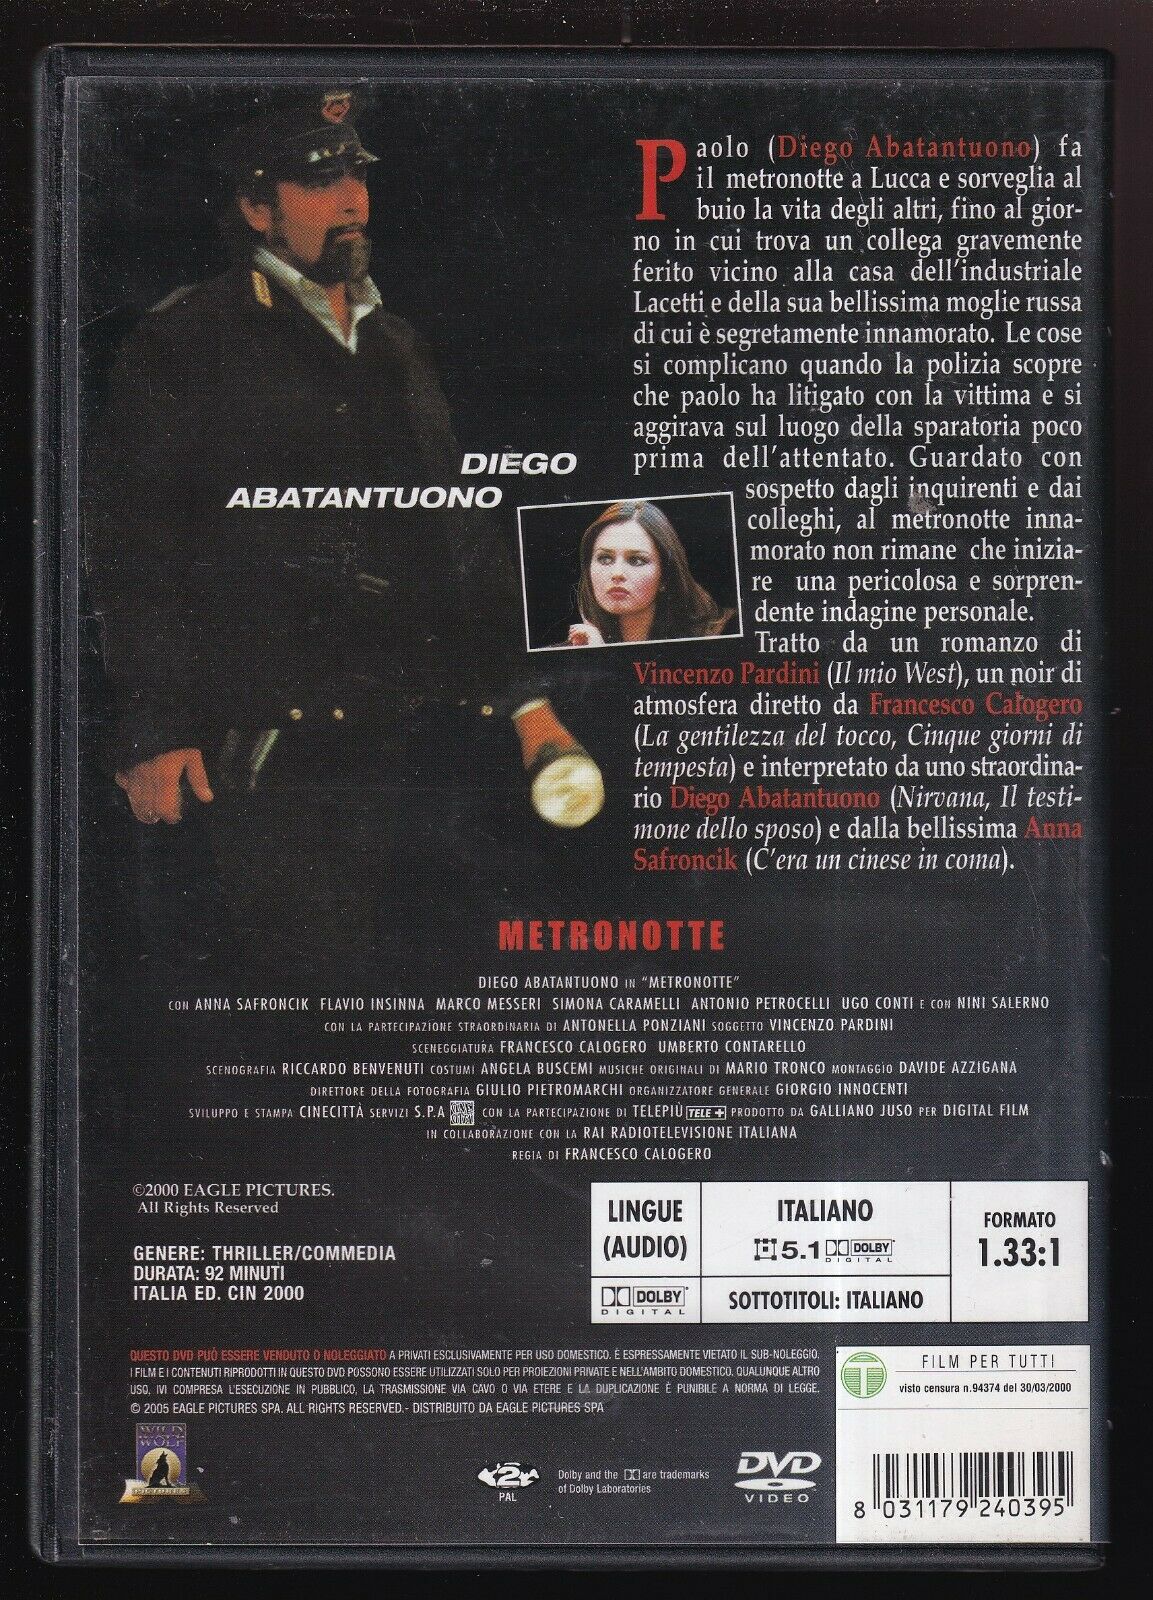 Paolo (Diego Abatantuono) fa
il metronotte a Lucca e sorveglia al
buio la vita degli altri, fino al gior-
no in cui trova un collega gravemente
ferito vicino alla casa dell'industriale
Lacetti e della sua bellissima moglie russa
di cui è segretamente innamorato. Le cose
si complicano quando la polizia scopre
che paolo ha litigato con la vittima e si
aggirava sul luogo della sparatoria poco
prima dell'attentato. Guardato con
sospetto dagli inquirenti e dai
colleghi, al metronotte inna-
morato non rimane che iniziа-
re una pericolosa e sorpren-
dente indagine personale.
Tratto da un romanzo di
Vincenzo Pardini (Il mio West), un noir di
atmosfera diretto da Francesco Calogero
(La gentilezza del tocco, Cinque giorni di
tempesta) e interpretato da uno straordina-
rio Diego Abatantuono (Nirvana, Il testi-
mone dello sposo) e dalla bellissima Anna
Safroncik (C'era un cinese in coma).
DIEGO
ABATANTUONO
METRONOTTE
DIEGO ABATANTUONO IN "METRONOTTE"
CON ANNA SAFRONCIK FLAVIO INSINNA MARCO MESSERI SIMONA CARAMELLI ANTONIO PETROCELLI UGO CONTI E CON NINI SALERNO
CON LA PARTECIPAZIONE STRAORDINARIA DI ANTONELLA PONZIANI SOGGETTO VINCENZO PARDINI
SCENEGGIATURA FRANCESCO CALOGERO UMBERTO CONTARELLO
SCENOGRAFIA RICCARDO BENVENUTI COSTUMI ANGELA BUSCEMI MUSICHE ORIGINALI DI MARIO TRONCO MONTAGGIO DAVIDE AZZIGANA
DIRETTORE DELLA FOTOGRAFIA GIULIO PIETROMARCHI ORGANIZZATORE GENERALE GIORGIO INNOCENTI
SVILUPPO E STAMPA CINECITTÀ SERVIZI S.P.A CON LA PARTECIPAZIONE DI TELEPIÙ TELE + PRODOTTO DA GALLIANO JUSO PER DIGITAL FILM
IN COLLABORAZIONE CON LA RAI RADIOTELEVISIONE ITALIANA
REGIA DI FRANCESCO CALOGERO
©2000 EAGLE PICTURES.
All Rights Reserved
GENERE: THRILLER/COMMEDIA
DURATA: 92 MINUTI
ITALIA ED. CIN 2000
LINGUE
(AUDIO)
DOLBY
DIGITAL
ITALIANO
5.1 DOLBY
DIGITAL
SOTTOTITOLI: ITALIANO
FORMATO
1.33:1
QUESTO DVD PUÒ ESSERE VENDUTO O NOLEGGIATO A PRIVATI ESCLUSIVAMENTE PER USO DOMESTICO. È ESPRESSAMENTE VIETATO IL SUB-NOLEGGIO.
I FILM E I CONTENUTI RIPRODOTTI IN QUESTO DVD POSSONO ESSERE UTILIZZATI SOLO PER PROIEZIONI PRIVATE E NELL'AMBITO DOMESTICO. QUALUNQUE ALTRO
USO, IVI COMPRESA L'ESECUZIONE IN PUBBLICO, LA TRASMISSIONE VIA CAVO O VIA ETERE E LA DUPLICAZIONE È PUNIBILE A NORMA DI LEGGE.
© 2005 EAGLE PICTURES SPA. ALL RIGHTS RESERVED.- DISTRIBUITO DA EAGLE PICTURES SPA
FILM PER TUTTI
visto censura n.94374 del 30/03/2000
WILD
WOLF
PICTURES
2
PAL
Dolby and the are trademarks
of Dolby Laboratories
DVD
VIDEO
8 031179 240395